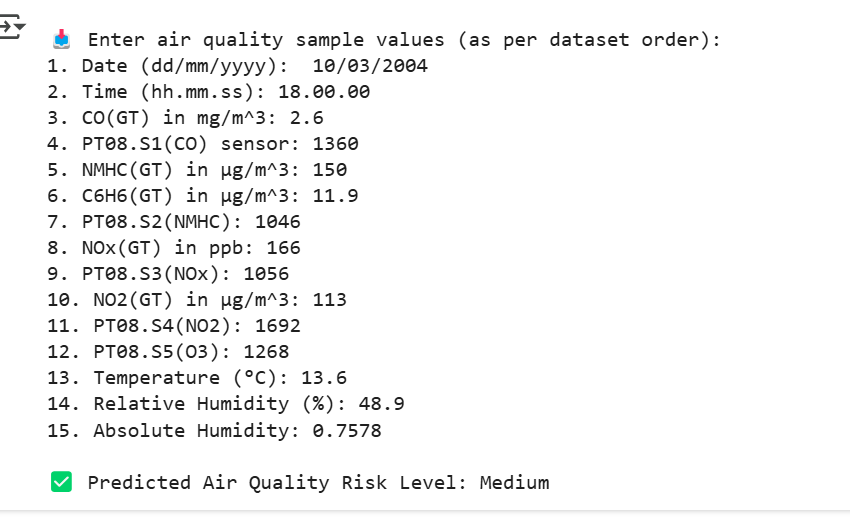 📥 Enter air quality sample values (as per dataset order):
1. Date (dd/mm/yyyy):  10/03/2004
2. Time (hh.mm.ss): 18.00.00
3. CO(GT) in mg/m^3: 2.6
4. PT08.S1(CO) sensor: 1360
5. NMHC(GT) in µg/m^3: 150
6. C6H6(GT) in µg/m^3: 11.9
7. PT08.S2(NMHC): 1046
8. NOx(GT) in ppb: 166
9. PT08.S3(NOx): 1056
10. NO2(GT) in µg/m^3: 113
11. PT08.S4(NO2): 1692
12. PT08.S5(O3): 1268
13. Temperature (°C): 13.6
14. Relative Humidity (%): 48.9
15. Absolute Humidity: 0.7578
✅ Predicted Air Quality Risk Level: Medium